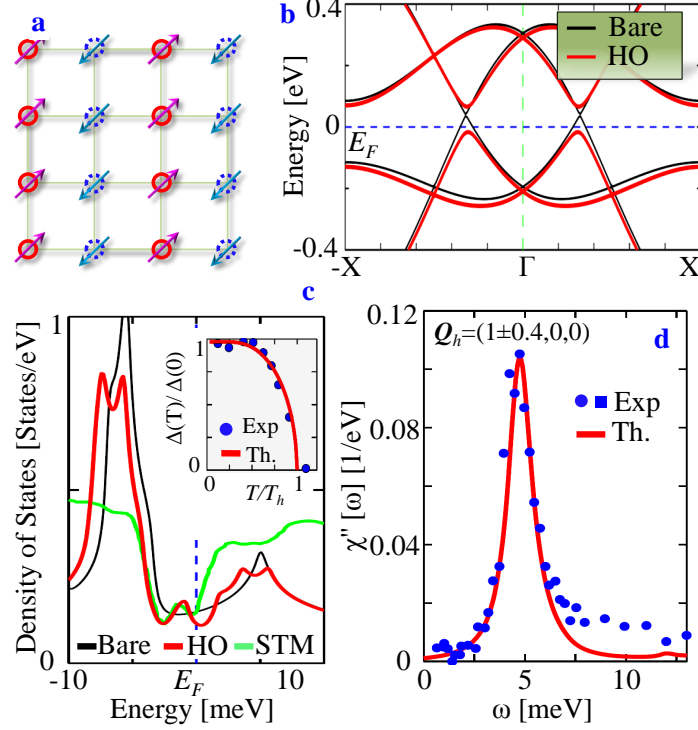 a
b
0.4
0
-0.4
Energy [eV]
Bare
HO
E_F
-X
Γ
X
c
1
0
Density of States [States/eV]
1
0
Δ(T)/ Δ(0)
Exp
Th.
0
1
T/T_h
Bare
HO
STM
-10
E_F
10
Energy [meV]
d
Q_h=(1±0.4,0,0)
0.12
0.08
0.04
0
χ" [ω] [1/eV]
Exp
Th.
0
5
10
ω [meV]